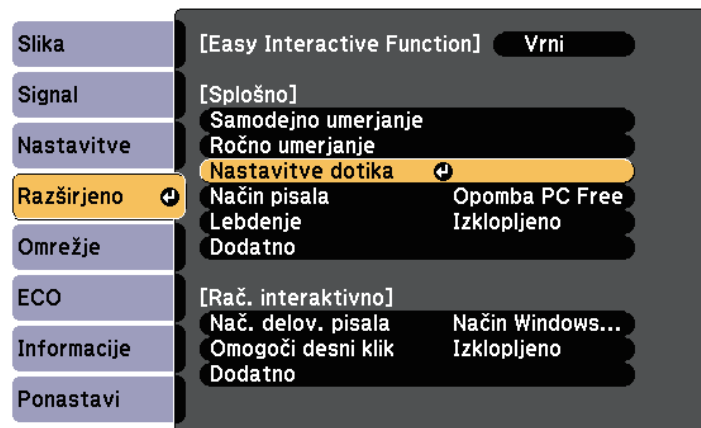 Slika
Signal
Nastavitve
Razširjeno
Omrežje
ECO
Informacije
Ponastavi
[Easy Interactive Function] Vrni
[Splošno]
Samodejno umerjanje
Ročno umerjanje
Nastavitve dotika
Način pisala Opomba PC Free
Lebdenje Izklopljeno
Dodatno
[Rač. interaktivno]
Nač. delov. pisala Način Windows...
Omogoči desni klik Izklopljeno
Dodatno